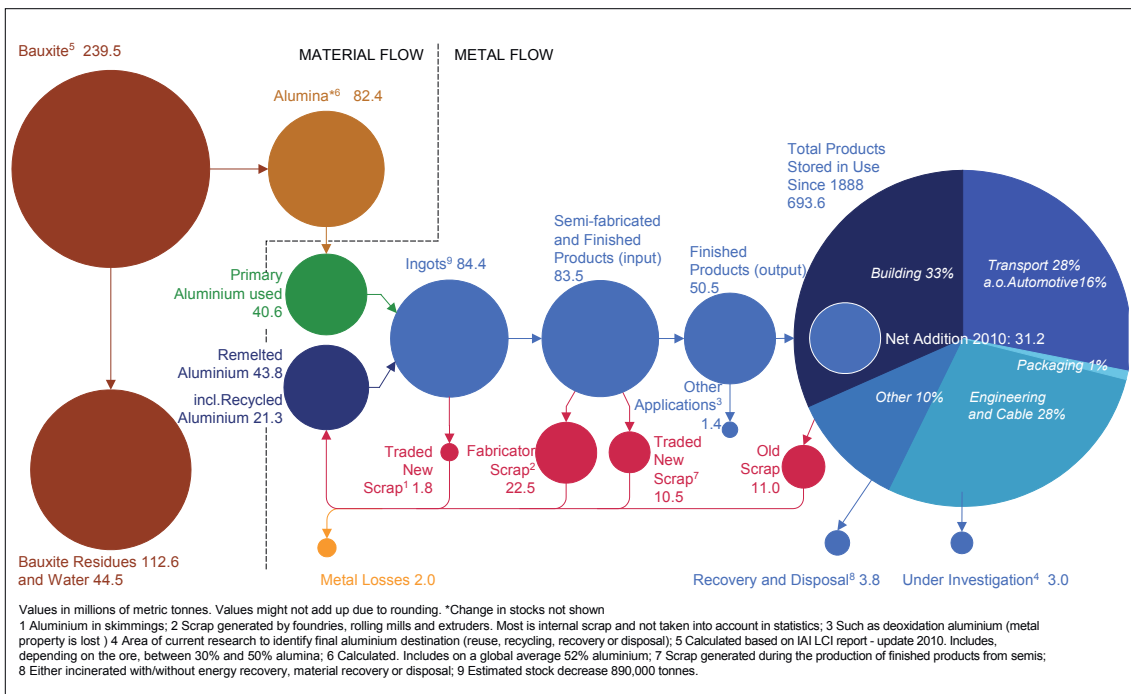 MATERIAL FLOW
METAL FLOW
Bauxite5 239.5
Alumina*6 82.4
Primary
Aluminium used
40.6
Remelted
Aluminium 43.8
incl.Recycled
Aluminium 21.3
Ingots9 84.4
Semi-fabricated
and Finished
Products (input)
83.5
Finished
Products (output)
50.5
Total Products
Stored in Use
Since 1888
693.6
Building 33%
Transport 28%
a.o.Automotive16%
Net Addition 2010: 31.2
Packaging 1%
Other 10%
Engineering
and Cable 28%
Other
Applications3
1.4
Traded
New
Scrap1 1.8
Fabricator
Scrap2
22.5
Traded
New
Scrap7
10.5
Old
Scrap
11.0
Bauxite Residues 112.6
and Water 44.5
Metal Losses 2.0
Recovery and Disposal8 3.8
Under Investigation4 3.0
Values in millions of metric tonnes. Values might not add up due to rounding. *Change in stocks not shown
1 Aluminium in skimmings; 2 Scrap generated by foundries, rolling mills and extruders. Most is internal scrap and not taken into account in statistics; 3 Such as deoxidation aluminium (metal
property is lost ) 4 Area of current research to identify final aluminium destination (reuse, recycling, recovery or disposal); 5 Calculated based on IAI LCI report - update 2010. Includes,
depending on the ore, between 30% and 50% alumina; 6 Calculated. Includes on a global average 52% aluminium; 7 Scrap generated during the production of finished products from semis;
8 Either incinerated with/without energy recovery, material recovery or disposal; 9 Estimated stock decrease 890,000 tonnes.